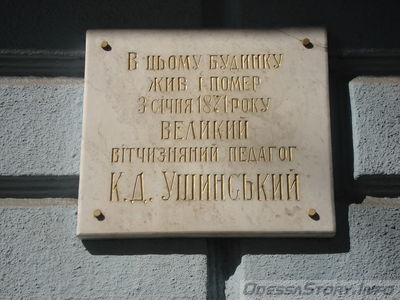 В цьому будинку
жив і помер
3 січня 1871 року
великий
вітчизняний педагог
К.Д. Ушинський
OdessaStory.Info